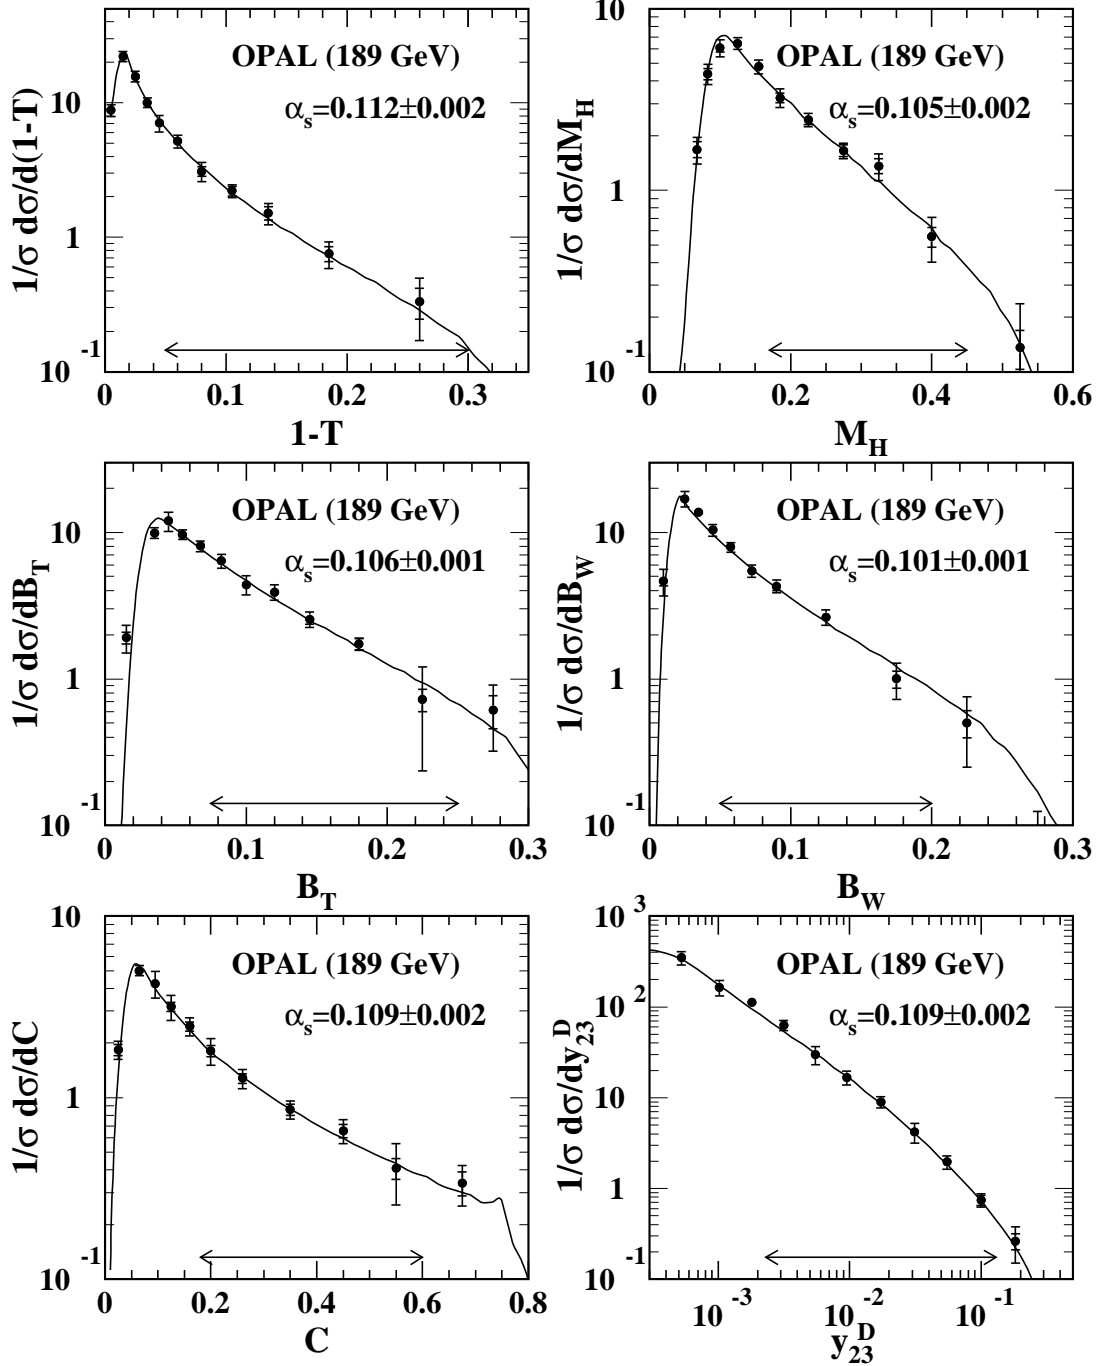 1/σ dσ/d(1-T)
OPAL (189 GeV)
αs=0.112±0.002
10
1
10 -1
0 0.1 0.2 0.3
1-T
1/σ dσ/dM_H
OPAL (189 GeV)
αs=0.105±0.002
10
1
10 -1
0 0.2 0.4 0.6
M_H
1/σ dσ/dB_T
OPAL (189 GeV)
αs=0.106±0.001
10
1
10 -1
0 0.1 0.2 0.3
B_T
1/σ dσ/dB_W
OPAL (189 GeV)
αs=0.101±0.001
10
1
10 -1
0 0.1 0.2 0.3
B_W
1/σ dσ/dC
OPAL (189 GeV)
αs=0.109±0.002
10
1
10 -1
0 0.2 0.4 0.6 0.8
C
1/σ dσ/dy_23^D
OPAL (189 GeV)
αs=0.109±0.002
10 3
10 2
10
1
10 -1
10 -3 10 -2 10 -1
y_23^D